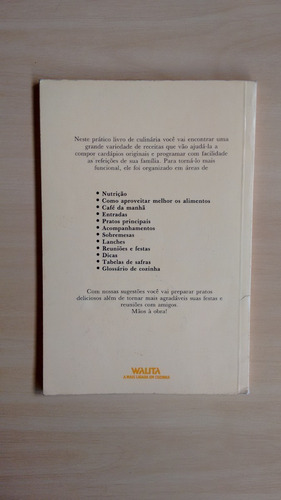 Neste prático livro de culinária você vai encontrar uma
grande variedade de receitas que vão ajudá-la a
compor cardápios originais e programar com facilidade
as refeições de sua família. Para torná-lo mais
funcional, ele foi organizado em áreas de
• Nutrição
• Como aproveitar melhor os alimentos
• Café da manhã
• Entradas
• Pratos principais
• Acompanhamentos
• Sobremesas
• Lanches
• Reuniões e festas
• Dicas
• Tabelas de safras
• Glossário de cozinha
Com nossas sugestões você vai preparar pratos
deliciosos além de tornar mais agradáveis suas festas e
reuniões com amigos.
Mãos à obra!
WALITA